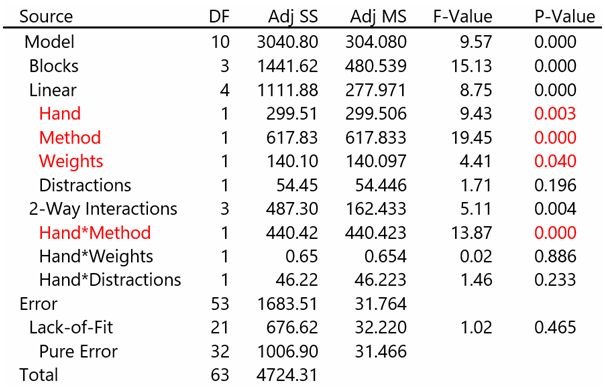 Source DF Adj SS Adj MS F-Value P-Value
Model 10 3040.80 304.080 9.57 0.000
Blocks 3 1441.62 480.539 15.13 0.000
Linear 4 1111.88 277.971 8.75 0.000
Hand 1 299.51 299.506 9.43 0.003
Method 1 617.83 617.833 19.45 0.000
Weights 1 140.10 140.097 4.41 0.040
Distractions 1 54.45 54.446 1.71 0.196
2-Way Interactions 3 487.30 162.433 5.11 0.004
Hand*Method 1 440.42 440.423 13.87 0.000
Hand*Weights 1 0.65 0.654 0.02 0.886
Hand*Distractions 1 46.22 46.223 1.46 0.233
Error 53 1683.51 31.764
Lack-of-Fit 21 676.62 32.220 1.02 0.465
Pure Error 32 1006.90 31.466
Total 63 4724.31